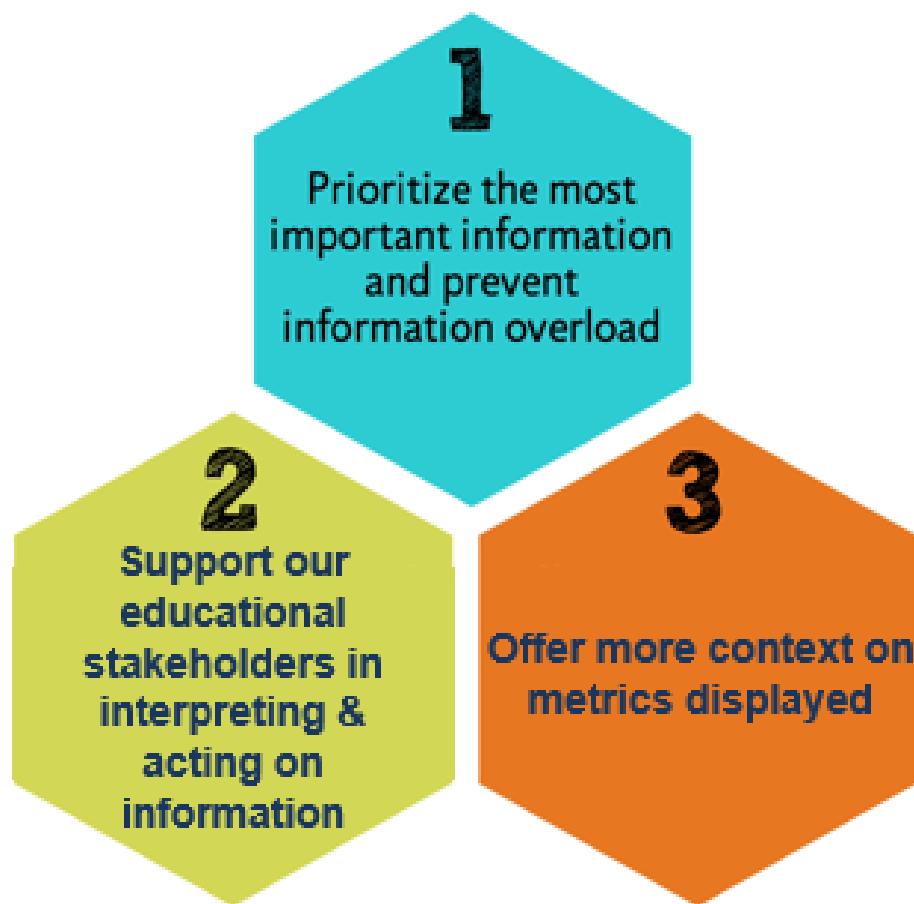 1
Prioritize the most
important information
and prevent
information overload
2
Support our
educational
stakeholders in
interpreting &
acting on
information
3
Offer more context on
metrics displayed